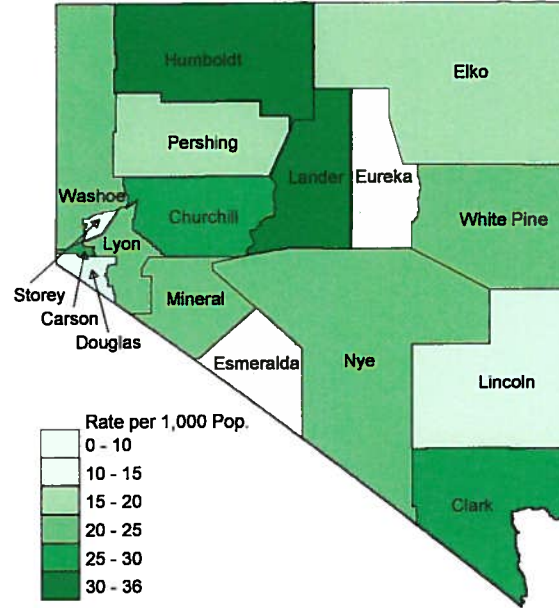 Humboldt
Elko
Pershing
Lander
Eureka
Washoe
Churchill
White Pine
Lyon
Storey
Mineral
Carson
Douglas
Esmeralda
Nye
Lincoln
Clark
Rate per 1,000 Pop.
0 - 10
10 - 15
15 - 20
20 - 25
25 - 30
30 - 36